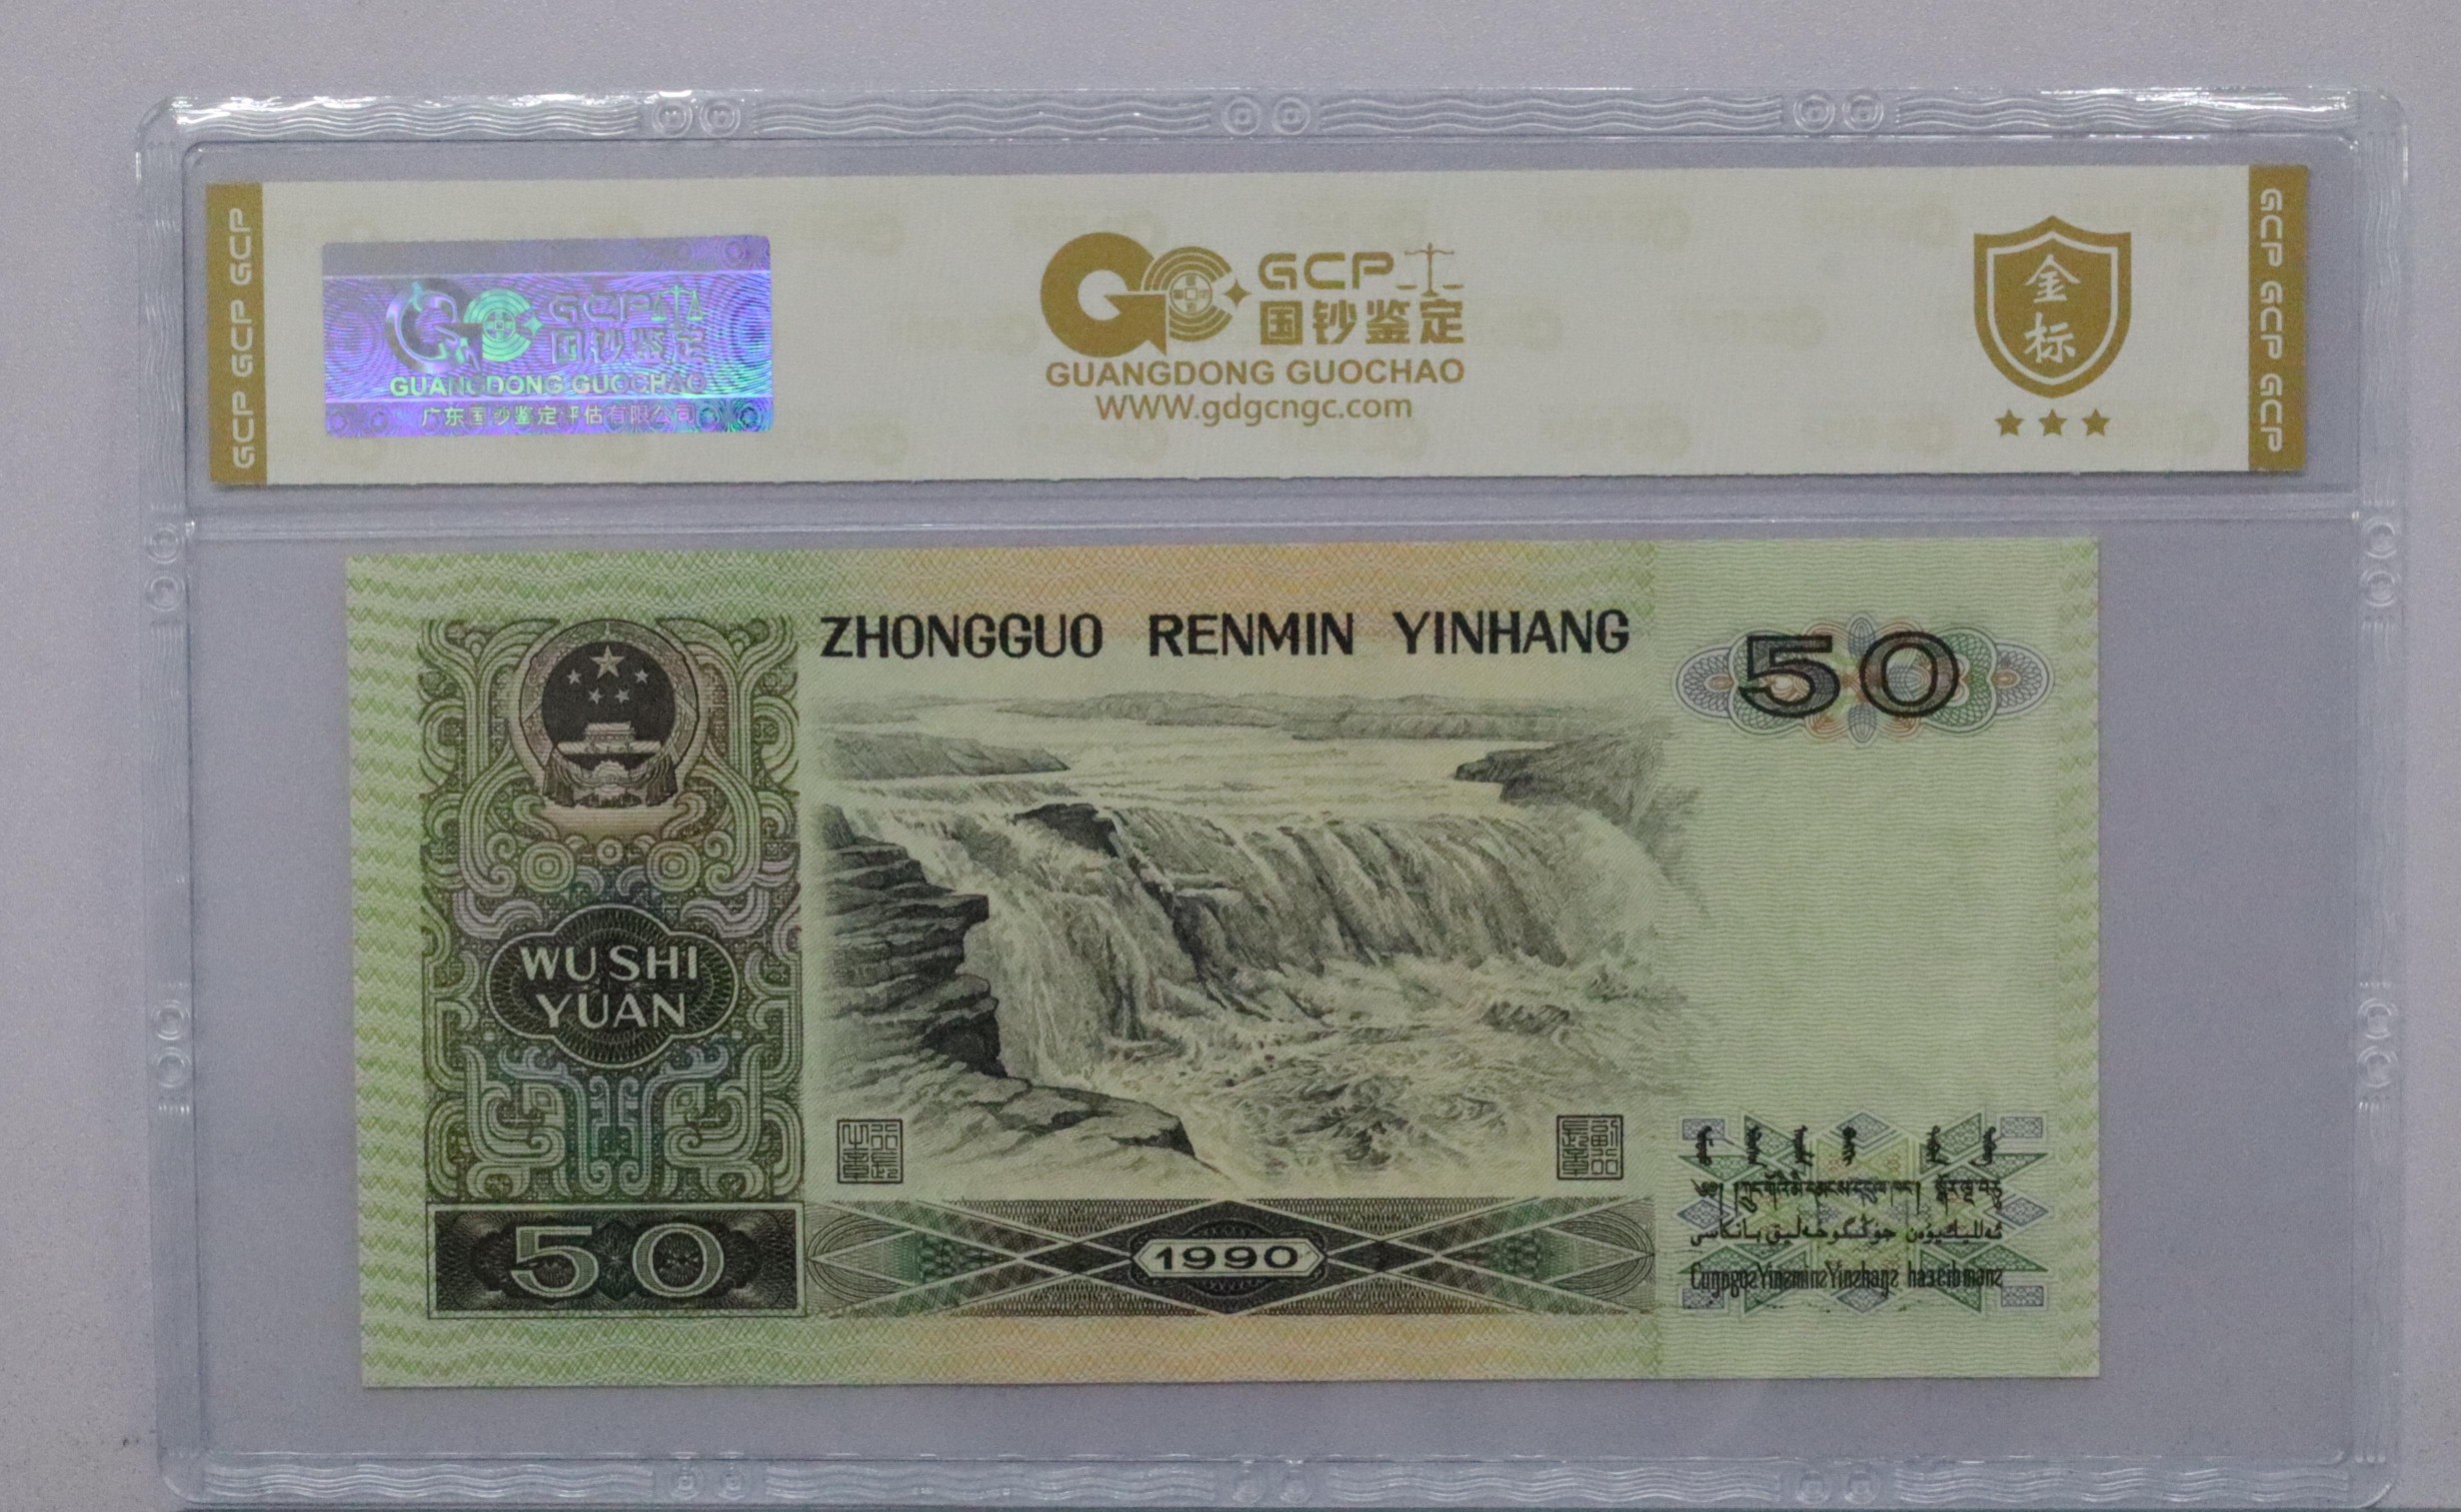 GCP GCP GCP
GCP
国钞鉴定
GUANGDONG GUOCHAO
广东国钞鉴定评估有限公司
GCP
国钞鉴定
GUANGDONG GUOCHAO
WWW.gdgcngc.com
金标
GCP GCP GCP
ZHONGGUO RENMIN YINHANG
50
WU SHI
YUAN
50
1990